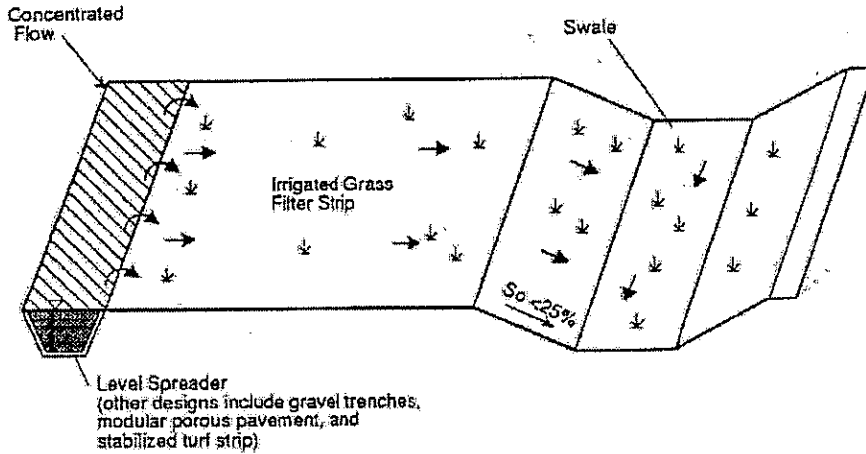 Concentrated
Flow
Swale
Irrigated Grass
Filter Strip
So <25%
Level Spreader
(other designs include gravel trenches,
modular porous pavement, and
stabilized turf strip)